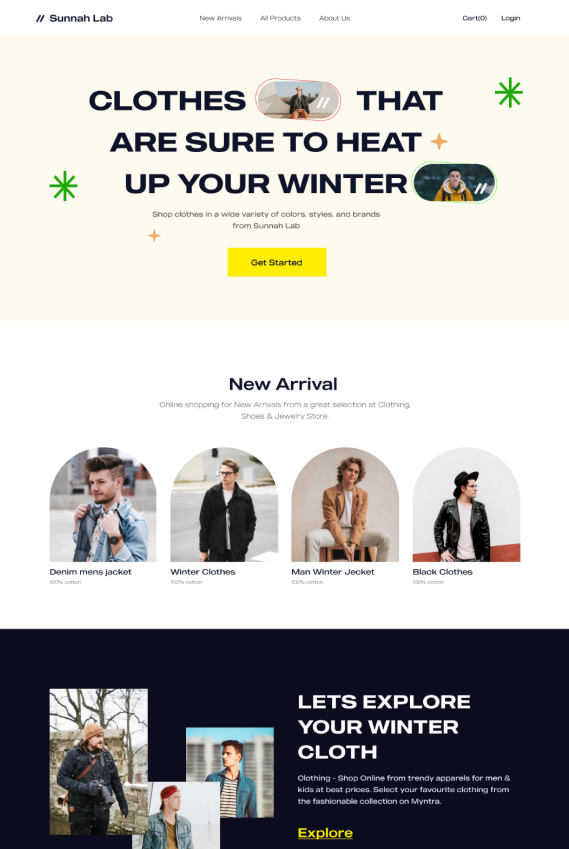 // Sunnah Lab
New Arrivals
All Products
About Us
Cart(0)
Login
CLOTHES THAT
ARE SURE TO HEAT
UP YOUR WINTER
Shop clothes in a wide variety of colors, styles, and brands
from Sunnah Lab
Get Started
New Arrival
Online shopping for New Arrivals from a great selection at Clothing,
Shoes & Jewelry Store.
Denim mens jacket
100% cotton
Winter Clothes
100% cotton
Man Winter Jecket
100% cotton
Black Clothes
100% cotton
LETS EXPLORE
YOUR WINTER
CLOTH
Clothing - Shop Online from trendy apparels for men &
kids at best prices. Select your favourite clothing from
the fashionable collection on Myntra.
Explore